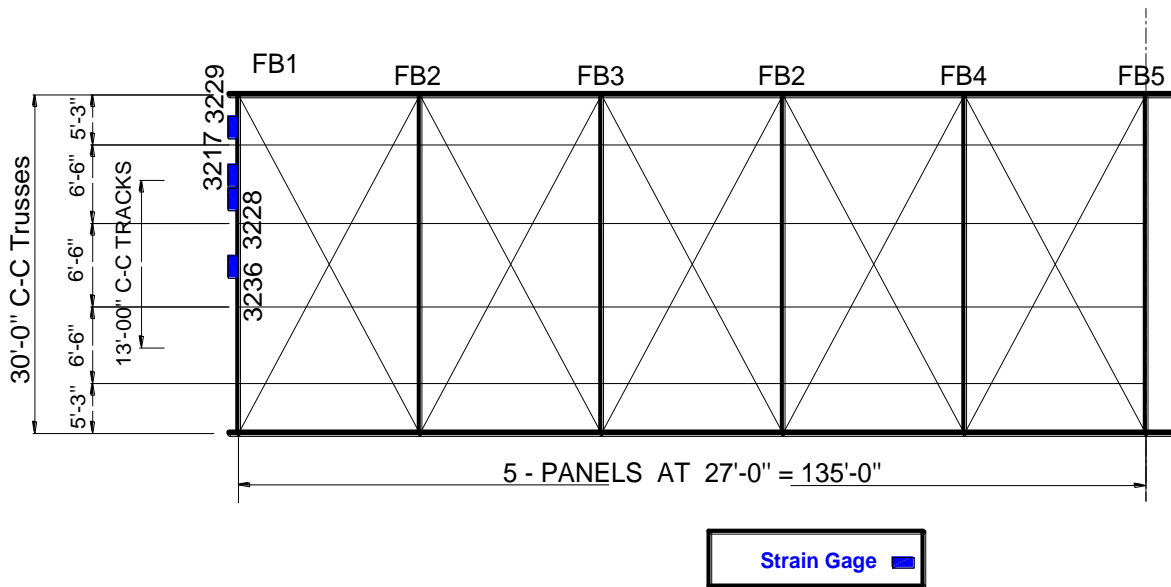 FB1
FB2
FB3
FB2
FB4
FB5
3229
3217
3228
3236
5'-3"
6'-6"
6'-6"
6'-6"
5'-3"
30'-0" C-C Trusses
13'-00" C-C TRACKS
5 - PANELS AT 27'-0" = 135'-0"
Strain Gage